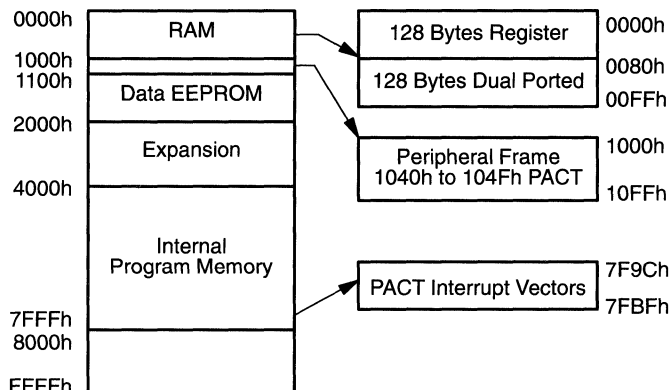 0000h
RAM
1000h
1100h
Data EEPROM
2000h
Expansion
4000h
Internal
Program Memory
7FFFh
8000h
FFFFh
128 Bytes Register
0000h
0080h
128 Bytes Dual Ported
00FFh
1000h
Peripheral Frame
1040h to 104Fh PACT
10FFh
7F9Ch
PACT Interrupt Vectors
7FBFh